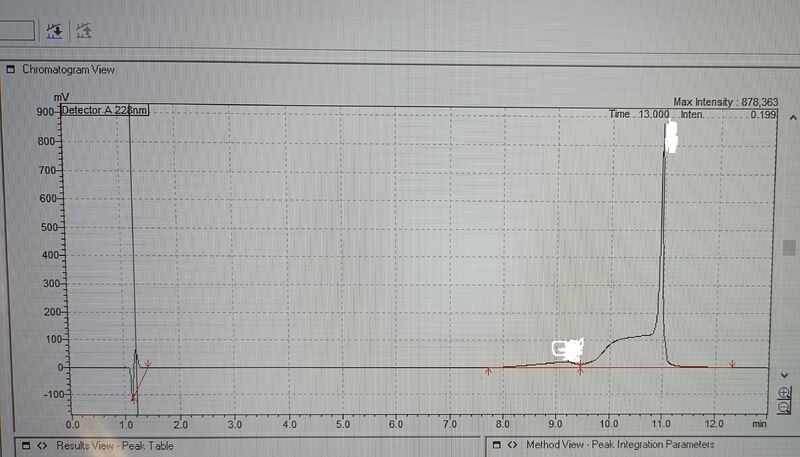 Chromatogram View
mV
Max Intensity : 878,363
Detector A 228nm
Time 13.000 Inten. 0.199
900
800
700
600
500
400
300
200
100
0
-100
0.0 1.0 2.0 3.0 4.0 5.0 6.0 7.0 8.0 9.0 10.0 11.0 12.0 min
Results View - Peak Table
Method View - Peak Integration Parameters